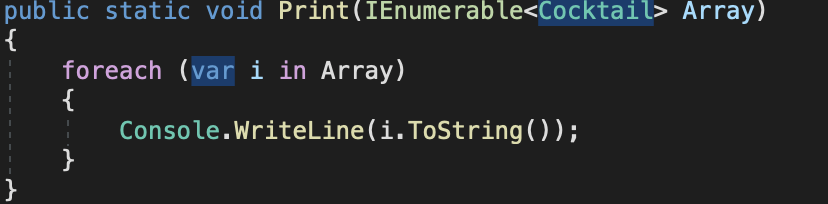 public static void Print(IEnumerable<Cocktail> Array)
{
    foreach (var i in Array)
    {
        Console.WriteLine(i.ToString());
    }
}